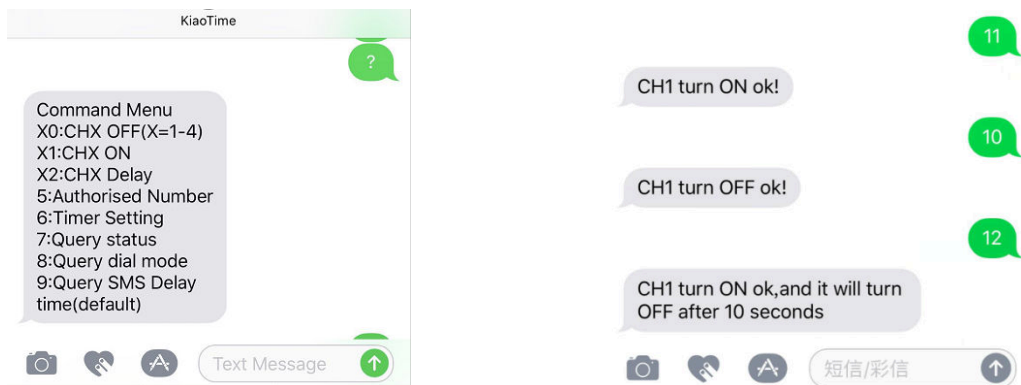 KiaoTime
?
Command Menu
X0:CHX OFF(X=1-4)
X1:CHX ON
X2:CHX Delay
5:Authorised Number
6:Timer Setting
7:Query status
8:Query dial mode
9:Query SMS Delay
time(default)
Text Message
11
CH1 turn ON ok!
10
CH1 turn OFF ok!
12
CH1 turn ON ok,and it will turn
OFF after 10 seconds
短信/彩信